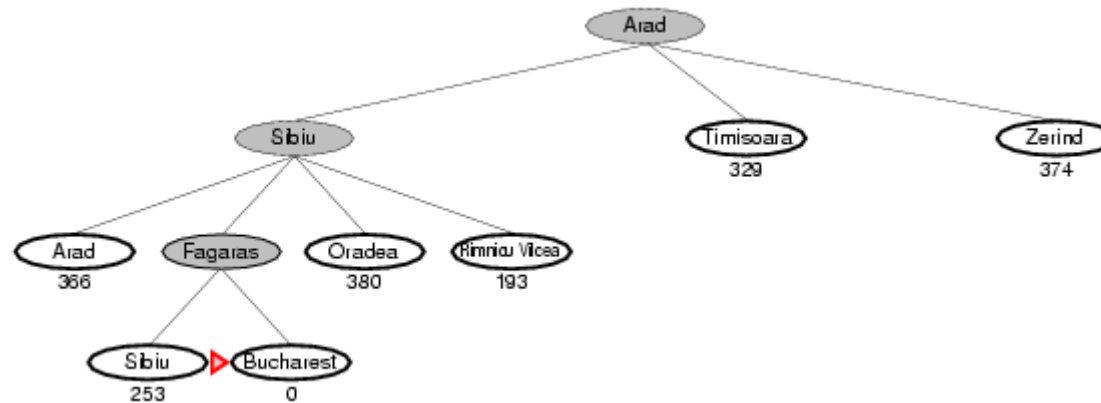 Arad
Sibiu
Timisoara
Zerind
329
374
Arad
Fagaras
Oradea
Rimnicu Vilcea
366
380
193
Sibiu
Bucharest
253
0